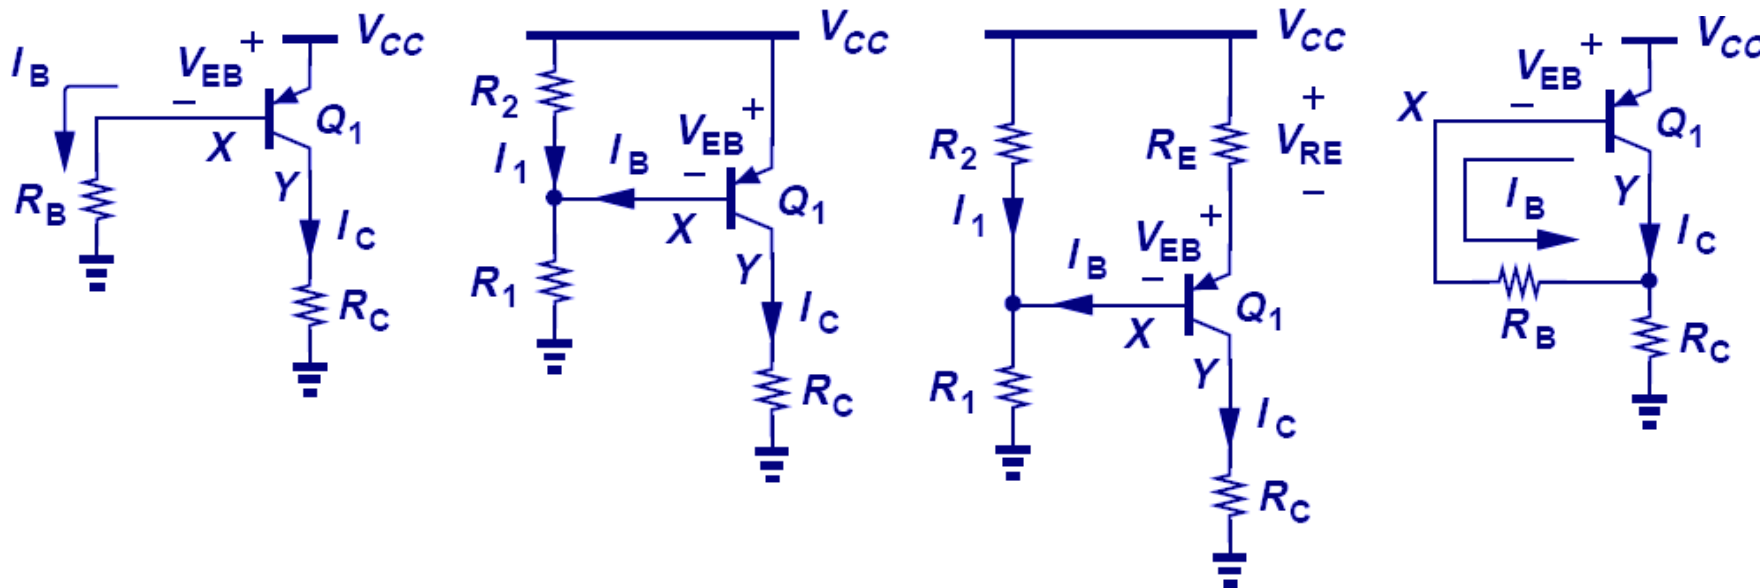 I_B
V_EB
+
−
V_CC
X
Q_1
Y
R_B
I_C
R_C
V_CC
R_2
+
V_EB
I_1
I_B
−
X
Q_1
Y
R_1
I_C
R_C
V_CC
R_2
R_E
+
V_RE
−
I_1
+
V_EB
I_B
−
X
Q_1
Y
R_1
I_C
R_C
+
V_CC
V_EB
−
X
Q_1
Y
I_B
I_C
R_B
R_C